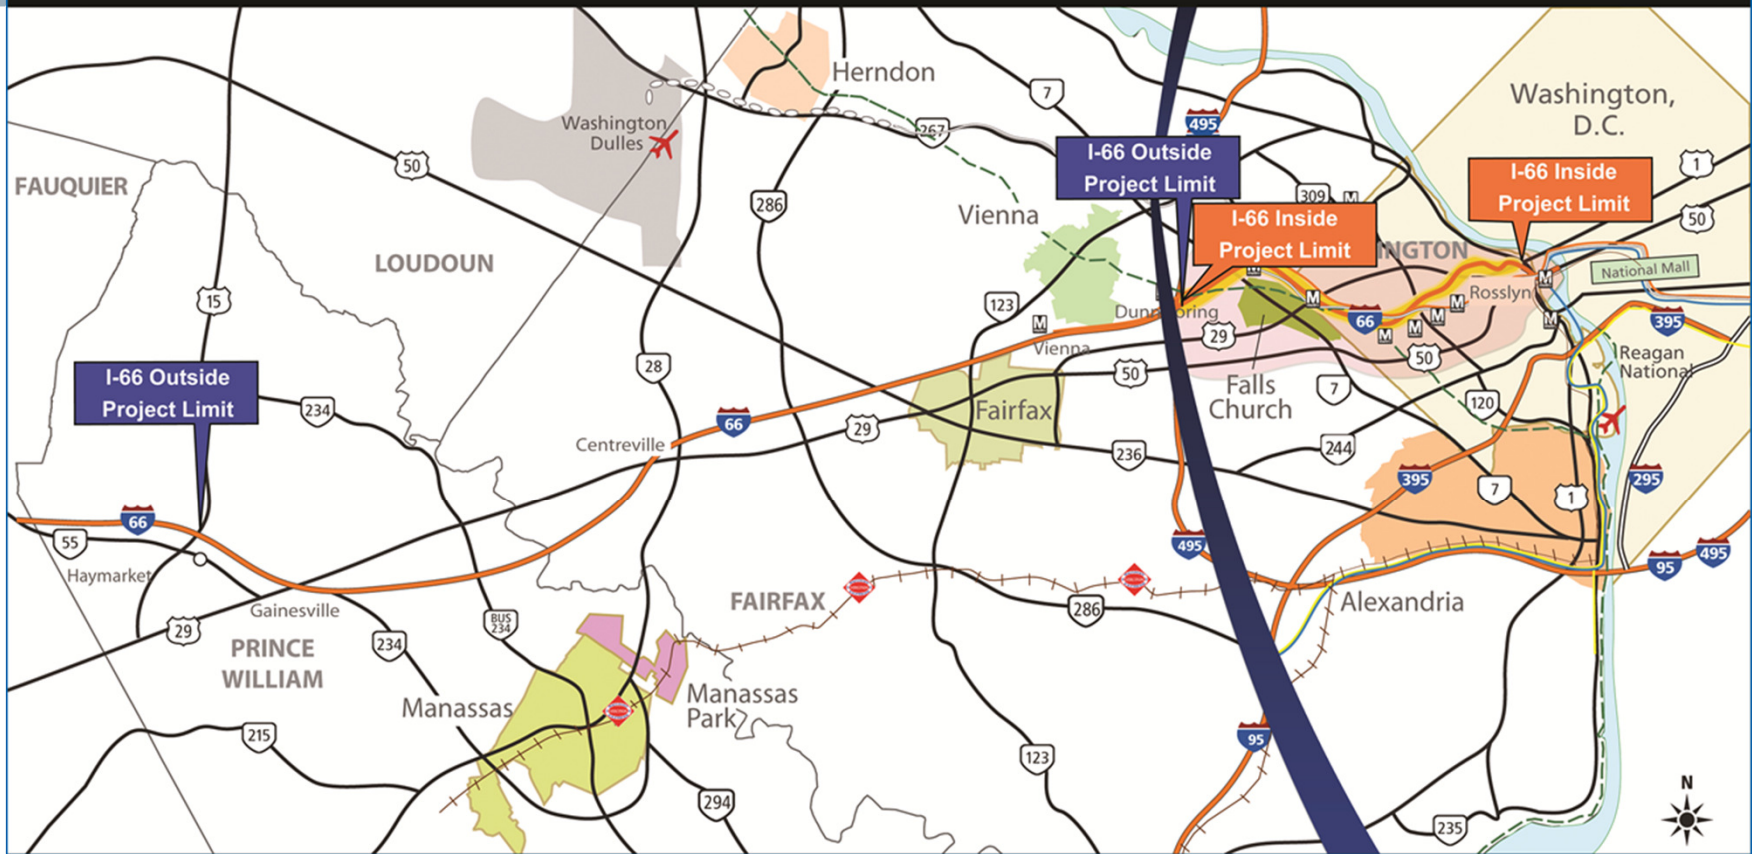 Herndon
7
Washington,
D.C.
495
Washington
Dulles
267
50
I-66 Outside
Project Limit
I-66 Inside
Project Limit
1
FAUQUIER
286
309
Vienna
I-66 Inside
Project Limit
50
LOUDOUN
INGTON
National Mall
15
123
Rosslyn
M
M
M
M
M
M
M
M
M
Vienna
29
66
395
28
50
50
Reagan
National
I-66 Outside
Project Limit
Falls
Church
7
120
234
Fairfax
66
29
Centreville
236
244
395
7
1
295
66
55
495
495
95
Haymarket
Gainesville
FAIRFAX
286
Alexandria
29
BUS
234
234
PRINCE
WILLIAM
Manassas
Manassas
Park
215
95
123
294
235
N